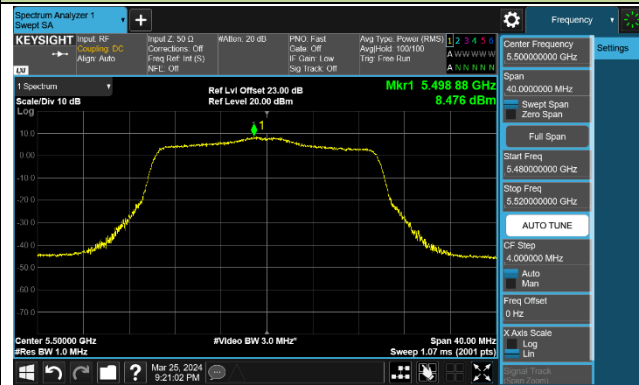 Spectrum Analyzer 1
Swept SA
Frequency
KEYSIGHT
Input: RF
Coupling: DC
Align: Auto
Input Z: 50 Ω
Corrections: Off
Freq Ref: Int (S)
NFE: Off
#Atten: 20 dB
PNO: Fast
Gate: Off
IF Gain: Low
Sig Track: Off
Avg Type: Power (RMS)
Avg|Hold: 100/100
Trig: Free Run
1 2 3 4 5 6
A W W W W W
A N N N N N
LXI
1 Spectrum
Scale/Div 10 dB
Log
Ref Lvl Offset 23.00 dB
Ref Level 20.00 dBm
Mkr1 5.498 88 GHz
8.476 dBm
1
10.0
0.00
-10.0
-20.0
-30.0
-40.0
-50.0
-60.0
-70.0
Center 5.50000 GHz
#Res BW 1.0 MHz
#Video BW 3.0 MHz*
Span 40.00 MHz
Sweep 1.07 ms (2001 pts)
Mar 25, 2024
9:21:02 PM
Center Frequency
5.500000000 GHz
Span
40.0000000 MHz
Swept Span
Zero Span
Full Span
Start Freq
5.480000000 GHz
Stop Freq
5.520000000 GHz
AUTO TUNE
CF Step
4.000000 MHz
Auto
Man
Freq Offset
0 Hz
X Axis Scale
Log
Lin
Signal Track
(Span Zoom)
Settings